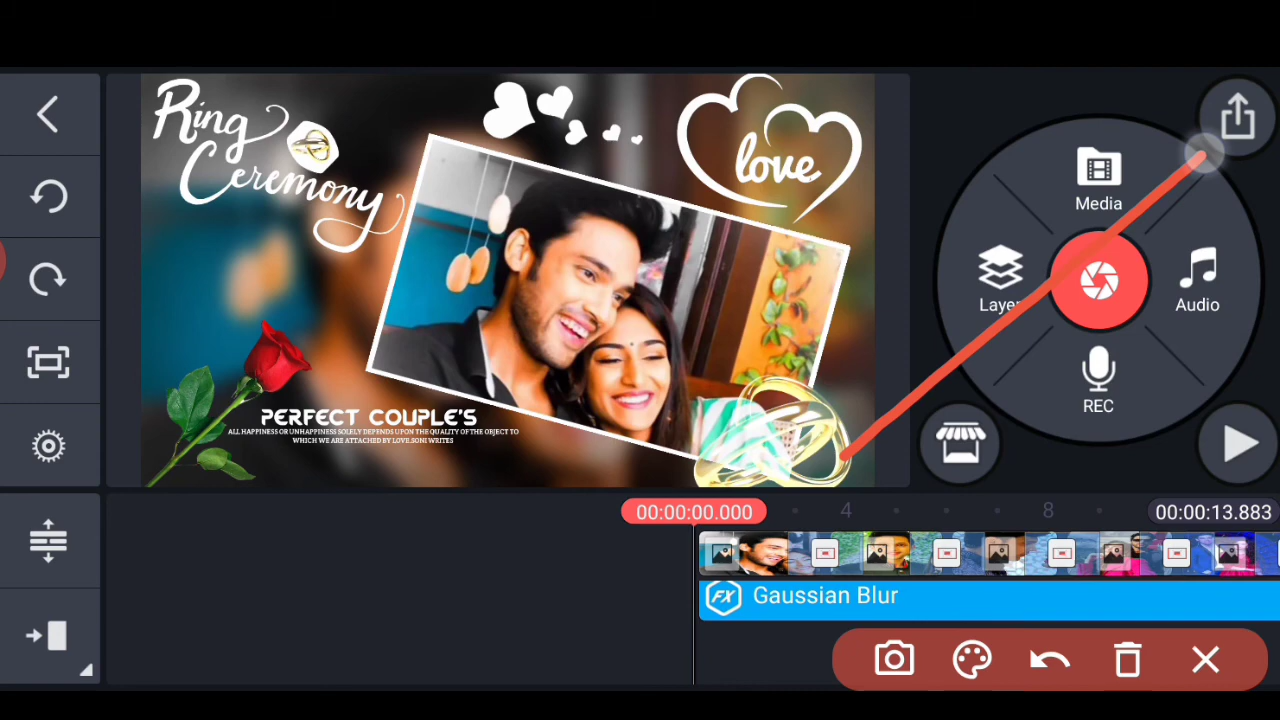 Ring
Ceremony
love
PERFECT COUPLE'S
ALL HAPPINESS OR UNHAPPINESS SOLELY DEPENDS UPON THE QUALITY OF THE OBJECT TO
WHICH WE ARE ATTACHED BY LOVE.SONI WRITES
Media
Layer
Audio
REC
00:00:00.000
4
8
00:00:13.883
FX Gaussian Blur